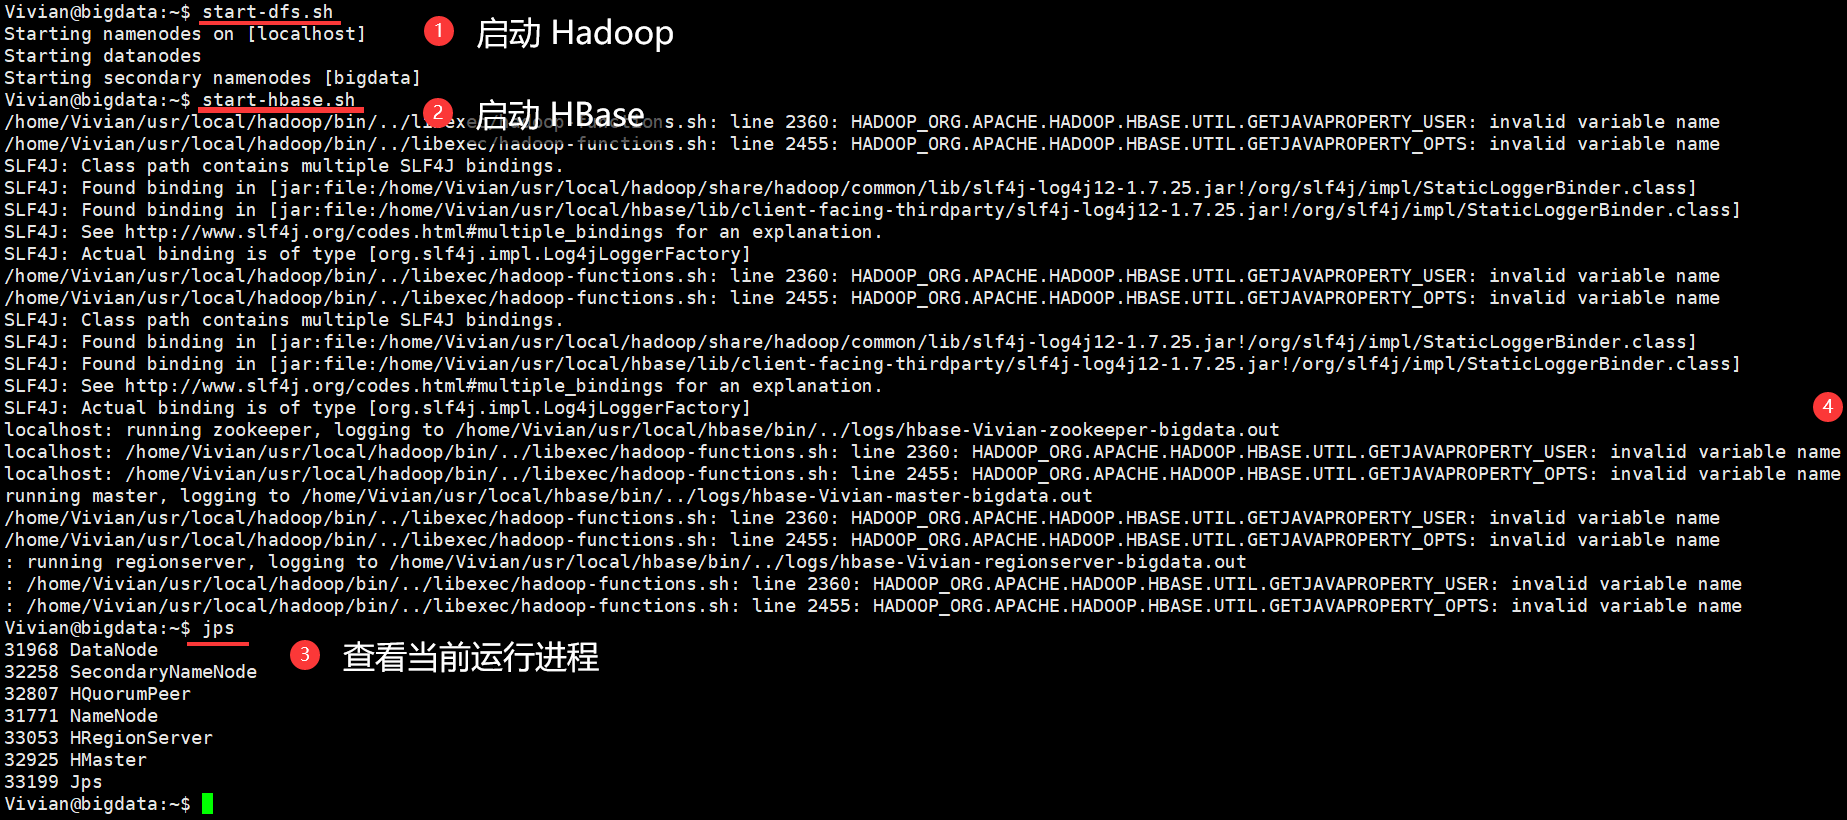 Vivian@bigdata:~$ start-dfs.sh
Starting namenodes on [localhost]
1 启动 Hadoop
Starting datanodes
Starting secondary namenodes [bigdata]
Vivian@bigdata:~$ start-hbase.sh
2 启动 HBase
/home/Vivian/usr/local/hadoop/bin/../libexec/hadoop-functions.sh: line 2360: HADOOP_ORG.APACHE.HADOOP.HBASE.UTIL.GETJAVAPROPERTY_USER: invalid variable name
/home/Vivian/usr/local/hadoop/bin/../libexec/hadoop-functions.sh: line 2455: HADOOP_ORG.APACHE.HADOOP.HBASE.UTIL.GETJAVAPROPERTY_OPTS: invalid variable name
SLF4J: Class path contains multiple SLF4J bindings.
SLF4J: Found binding in [jar:file:/home/Vivian/usr/local/hadoop/share/hadoop/common/lib/slf4j-log4j12-1.7.25.jar!/org/slf4j/impl/StaticLoggerBinder.class]
SLF4J: Found binding in [jar:file:/home/Vivian/usr/local/hbase/lib/client-facing-thirdparty/slf4j-log4j12-1.7.25.jar!/org/slf4j/impl/StaticLoggerBinder.class]
SLF4J: See http://www.slf4j.org/codes.html#multiple_bindings for an explanation.
SLF4J: Actual binding is of type [org.slf4j.impl.Log4jLoggerFactory]
/home/Vivian/usr/local/hadoop/bin/../libexec/hadoop-functions.sh: line 2360: HADOOP_ORG.APACHE.HADOOP.HBASE.UTIL.GETJAVAPROPERTY_USER: invalid variable name
/home/Vivian/usr/local/hadoop/bin/../libexec/hadoop-functions.sh: line 2455: HADOOP_ORG.APACHE.HADOOP.HBASE.UTIL.GETJAVAPROPERTY_OPTS: invalid variable name
SLF4J: Class path contains multiple SLF4J bindings.
SLF4J: Found binding in [jar:file:/home/Vivian/usr/local/hadoop/share/hadoop/common/lib/slf4j-log4j12-1.7.25.jar!/org/slf4j/impl/StaticLoggerBinder.class]
SLF4J: Found binding in [jar:file:/home/Vivian/usr/local/hbase/lib/client-facing-thirdparty/slf4j-log4j12-1.7.25.jar!/org/slf4j/impl/StaticLoggerBinder.class]
SLF4J: See http://www.slf4j.org/codes.html#multiple_bindings for an explanation.
SLF4J: Actual binding is of type [org.slf4j.impl.Log4jLoggerFactory]
4
localhost: running zookeeper, logging to /home/Vivian/usr/local/hbase/bin/../logs/hbase-Vivian-zookeeper-bigdata.out
localhost: /home/Vivian/usr/local/hadoop/bin/../libexec/hadoop-functions.sh: line 2360: HADOOP_ORG.APACHE.HADOOP.HBASE.UTIL.GETJAVAPROPERTY_USER: invalid variable name
localhost: /home/Vivian/usr/local/hadoop/bin/../libexec/hadoop-functions.sh: line 2455: HADOOP_ORG.APACHE.HADOOP.HBASE.UTIL.GETJAVAPROPERTY_OPTS: invalid variable name
running master, logging to /home/Vivian/usr/local/hbase/bin/../logs/hbase-Vivian-master-bigdata.out
/home/Vivian/usr/local/hadoop/bin/../libexec/hadoop-functions.sh: line 2360: HADOOP_ORG.APACHE.HADOOP.HBASE.UTIL.GETJAVAPROPERTY_USER: invalid variable name
/home/Vivian/usr/local/hadoop/bin/../libexec/hadoop-functions.sh: line 2455: HADOOP_ORG.APACHE.HADOOP.HBASE.UTIL.GETJAVAPROPERTY_OPTS: invalid variable name
: running regionserver, logging to /home/Vivian/usr/local/hbase/bin/../logs/hbase-Vivian-regionserver-bigdata.out
: /home/Vivian/usr/local/hadoop/bin/../libexec/hadoop-functions.sh: line 2360: HADOOP_ORG.APACHE.HADOOP.HBASE.UTIL.GETJAVAPROPERTY_USER: invalid variable name
: /home/Vivian/usr/local/hadoop/bin/../libexec/hadoop-functions.sh: line 2455: HADOOP_ORG.APACHE.HADOOP.HBASE.UTIL.GETJAVAPROPERTY_OPTS: invalid variable name
Vivian@bigdata:~$ jps
31968 DataNode
3 查看当前运行进程
32258 SecondaryNameNode
32807 HQuorumPeer
31771 NameNode
33053 HRegionServer
32925 HMaster
33199 Jps
Vivian@bigdata:~$